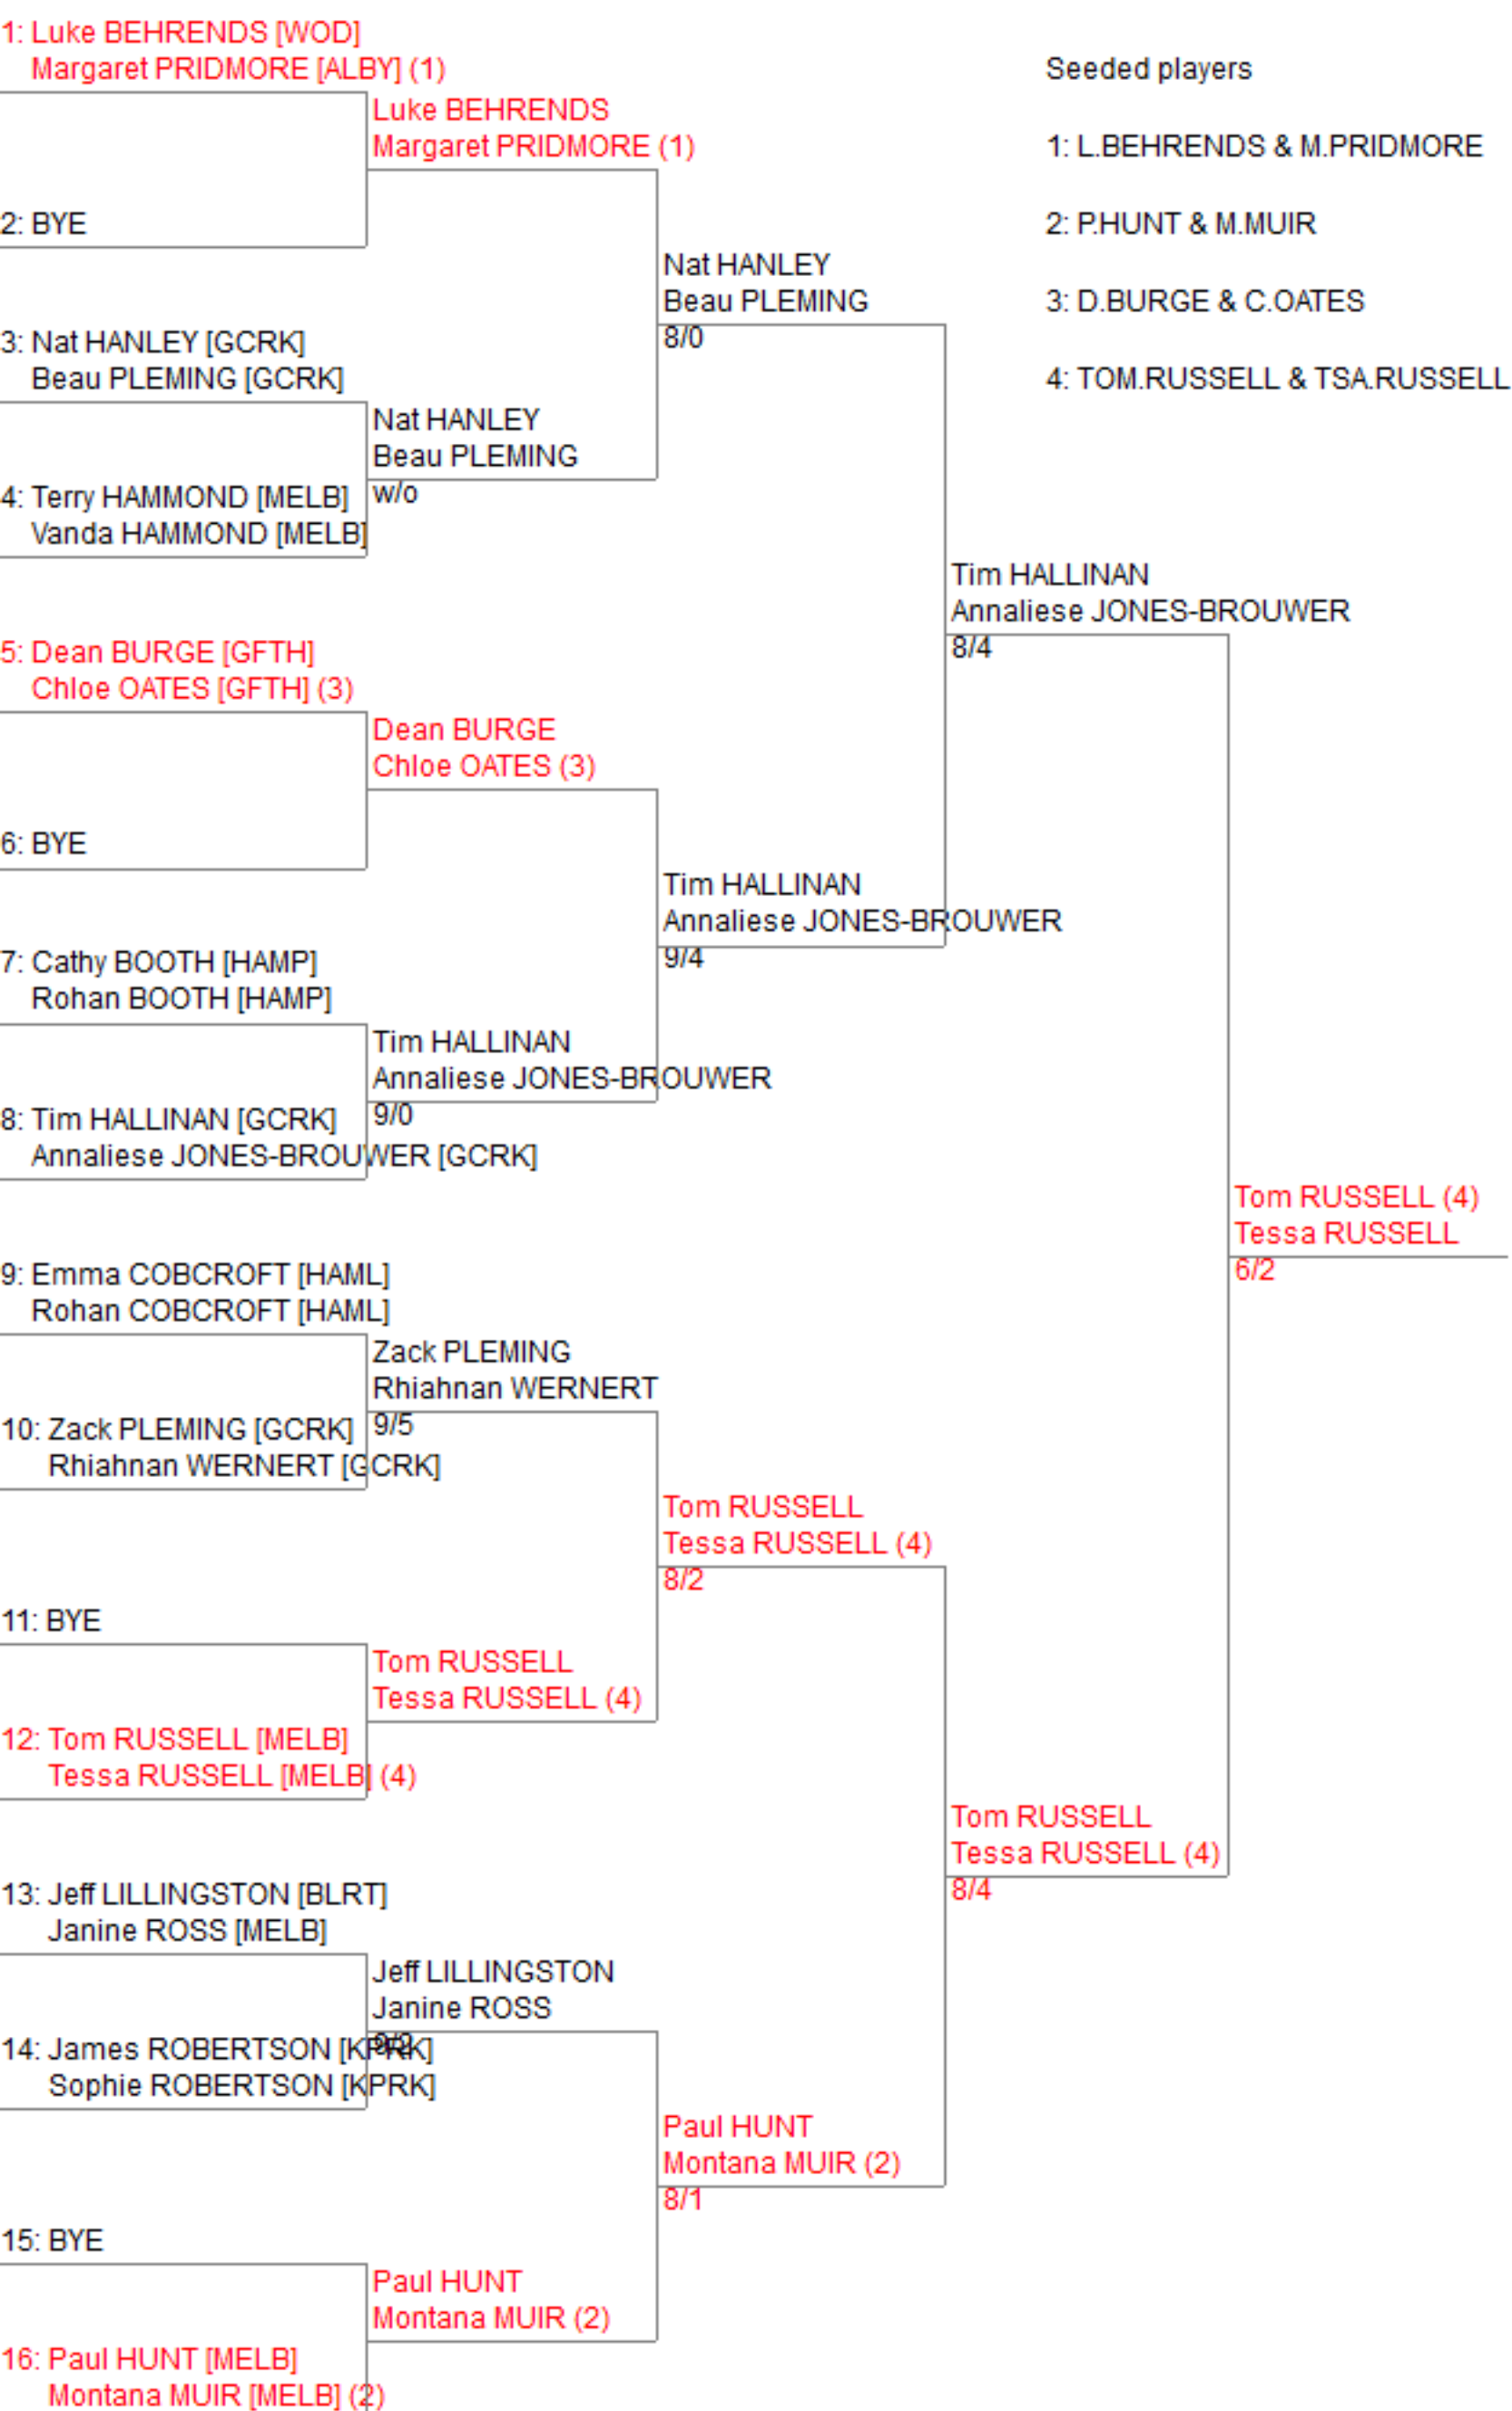 1: Luke BEHRENDS [WOD]
Margaret PRIDMORE [ALBY] (1)
Seeded players
Luke BEHRENDS
Margaret PRIDMORE (1)
1: L.BEHRENDS & M.PRIDMORE
2: BYE
2: P.HUNT & M.MUIR
Nat HANLEY
Beau PLEMING
8/0
3: D.BURGE & C.OATES
3: Nat HANLEY [GCRK]
Beau PLEMING [GCRK]
4: TOM.RUSSELL & TSA.RUSSELL
Nat HANLEY
Beau PLEMING
w/o
4: Terry HAMMOND [MELB]
Vanda HAMMOND [MELB]
Tim HALLINAN
Annaliese JONES-BROUWER
8/4
5: Dean BURGE [GFTH]
Chloe OATES [GFTH] (3)
Dean BURGE
Chloe OATES (3)
6: BYE
Tim HALLINAN
Annaliese JONES-BROUWER
9/4
7: Cathy BOOTH [HAMP]
Rohan BOOTH [HAMP]
Tim HALLINAN
Annaliese JONES-BROUWER
9/0
8: Tim HALLINAN [GCRK]
Annaliese JONES-BROUWER [GCRK]
Tom RUSSELL (4)
Tessa RUSSELL
6/2
9: Emma COBCROFT [HAML]
Rohan COBCROFT [HAML]
Zack PLEMING
Rhiahnan WERNERT
9/5
10: Zack PLEMING [GCRK]
Rhiahnan WERNERT [GCRK]
Tom RUSSELL
Tessa RUSSELL (4)
8/2
11: BYE
Tom RUSSELL
Tessa RUSSELL (4)
12: Tom RUSSELL [MELB]
Tessa RUSSELL [MELB] (4)
Tom RUSSELL
Tessa RUSSELL (4)
8/4
13: Jeff LILLINGSTON [BLRT]
Janine ROSS [MELB]
Jeff LILLINGSTON
Janine ROSS
14: James ROBERTSON [KPRK]
Sophie ROBERTSON [KPRK]
Paul HUNT
Montana MUIR (2)
8/1
15: BYE
Paul HUNT
Montana MUIR (2)
16: Paul HUNT [MELB]
Montana MUIR [MELB] (2)